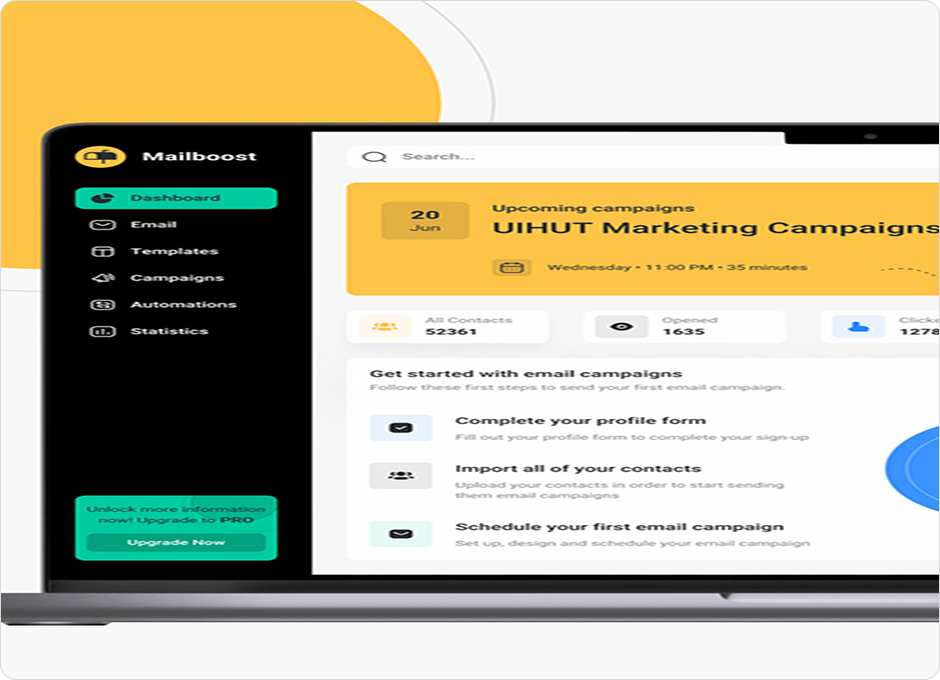 Mailboost
Dashboard
Email
Templates
Campaigns
Automations
Statistics
Unlock more information
now! Upgrade to PRO
Upgrade Now
Search...
20
Jun
Upcoming campaigns
UIHUT Marketing Campaigns
Wednesday • 11:00 PM • 35 minutes
All Contacts
52361
Opened
1635
Get started with email campaigns
Follow these first steps to send your first email campaign.
Complete your profile form
Fill out your profile form to complete your sign-up
Import all of your contacts
Upload your contacts in order to start sending
them email campaigns
Schedule your first email campaign
Set up, design and schedule your email campaign